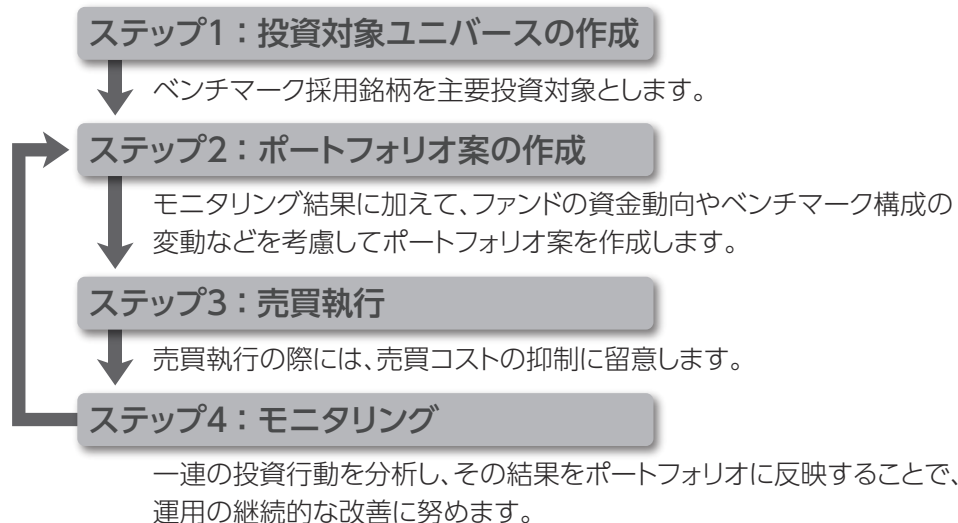 ステップ1：投資対象ユニバースの作成
ベンチマーク採用銘柄を主要投資対象とします。
ステップ2：ポートフォリオ案の作成
モニタリング結果に加えて、ファンドの資金動向やベンチマーク構成の
変動などを考慮してポートフォリオ案を作成します。
ステップ3：売買執行
売買執行の際には、売買コストの抑制に留意します。
ステップ4：モニタリング
一連の投資行動を分析し、その結果をポートフォリオに反映することで、
運用の継続的な改善に努めます。